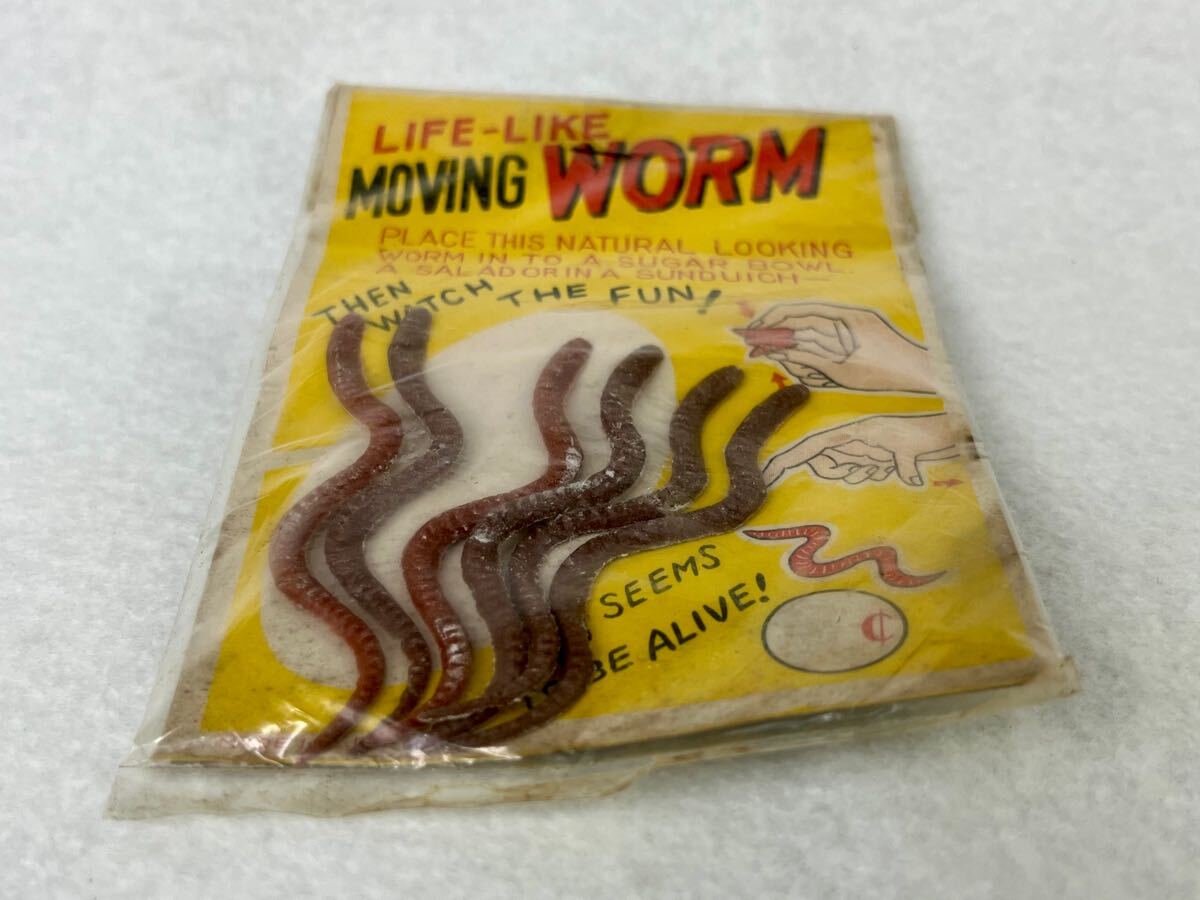 LIFE-LIKE
MOVING WORM
PLACE THIS NATURAL LOOKING
WORM IN TO A SUGAR BOWL.
A SALAD OR IN A SUNDUICH—
THEN WATCH THE FUN!
SEEMS
BE ALIVE!
¢